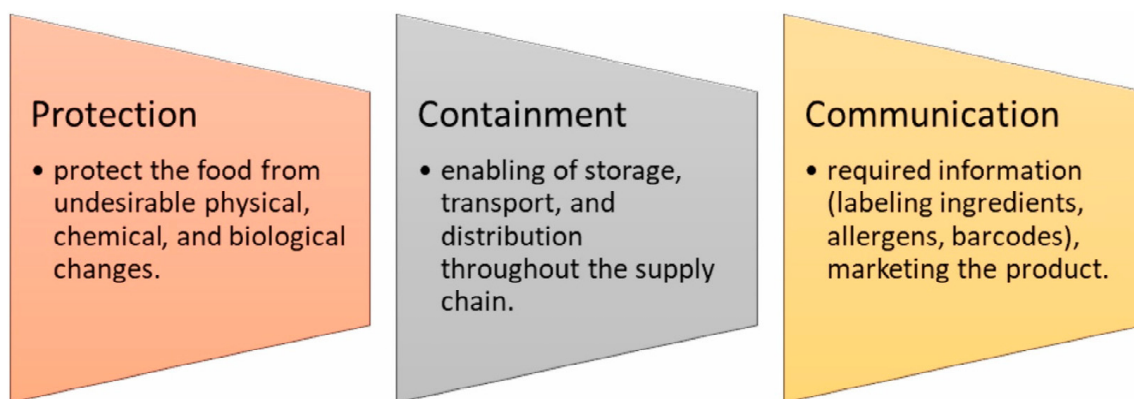 Protection
• protect the food from
undesirable physical,
chemical, and biological
changes.
Containment
• enabling of storage,
transport, and
distribution
throughout the supply
chain.
Communication
• required information
(labeling ingredients,
allergens, barcodes),
marketing the product.